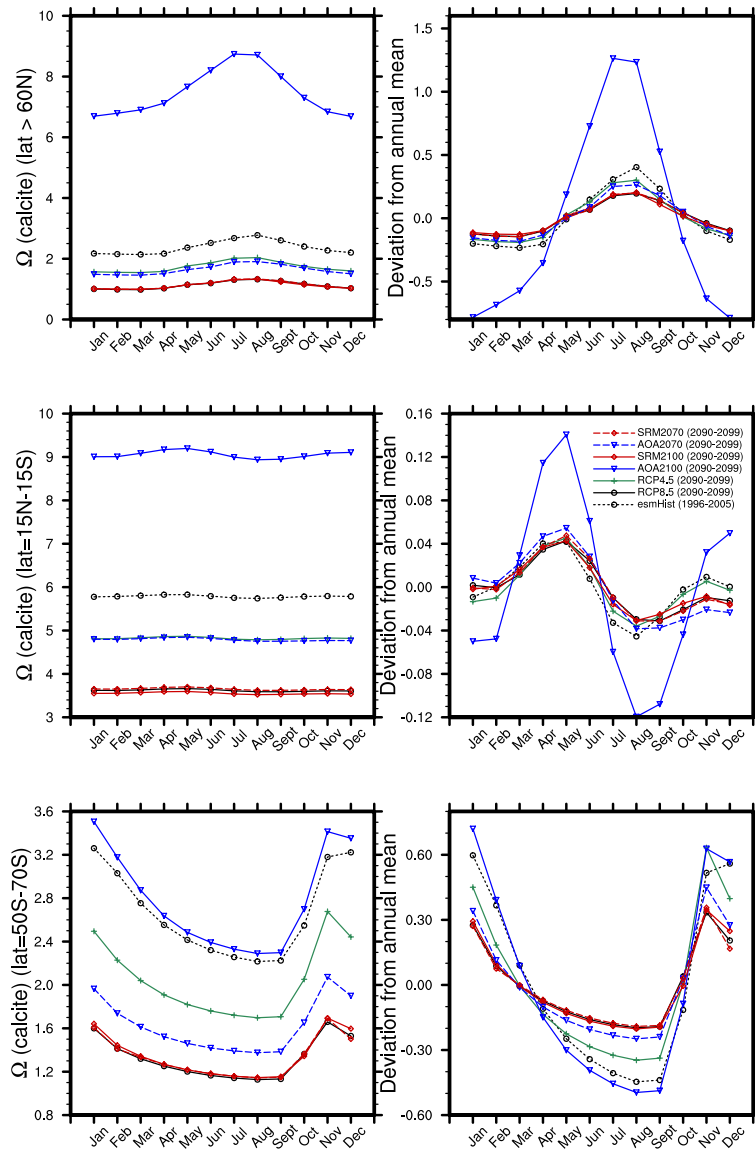 Ω (calcite) (lat > 60N)
10
8
6
4
2
0
Jan Feb Mar Apr May Jun Jul Aug Sept Oct Nov Dec
Deviation from annual mean
1.5
1.0
0.5
0.0
-0.5
Jan Feb Mar Apr May Jun Jul Aug Sept Oct Nov Dec
Ω (calcite) (lat=15N-15S)
10
9
8
7
6
5
4
3
Jan Feb Mar Apr May Jun Jul Aug Sept Oct Nov Dec
Deviation from annual mean
0.16
0.12
0.08
0.04
0.00
-0.04
-0.08
-0.12
SRM2070 (2090-2099)
AOA2070 (2090-2099)
SRM2100 (2090-2099)
AOA2100 (2090-2099)
RCP4.5 (2090-2099)
RCP8.5 (2090-2099)
esmHist (1996-2005)
Jan Feb Mar Apr May Jun Jul Aug Sept Oct Nov Dec
Ω (calcite) (lat=50S-70S)
3.6
3.2
2.8
2.4
2.0
1.6
1.2
0.8
Jan Feb Mar Apr May Jun Jul Aug Sept Oct Nov Dec
Deviation from annual mean
0.60
0.30
0.00
-0.30
-0.60
Jan Feb Mar Apr May Jun Jul Aug Sept Oct Nov Dec